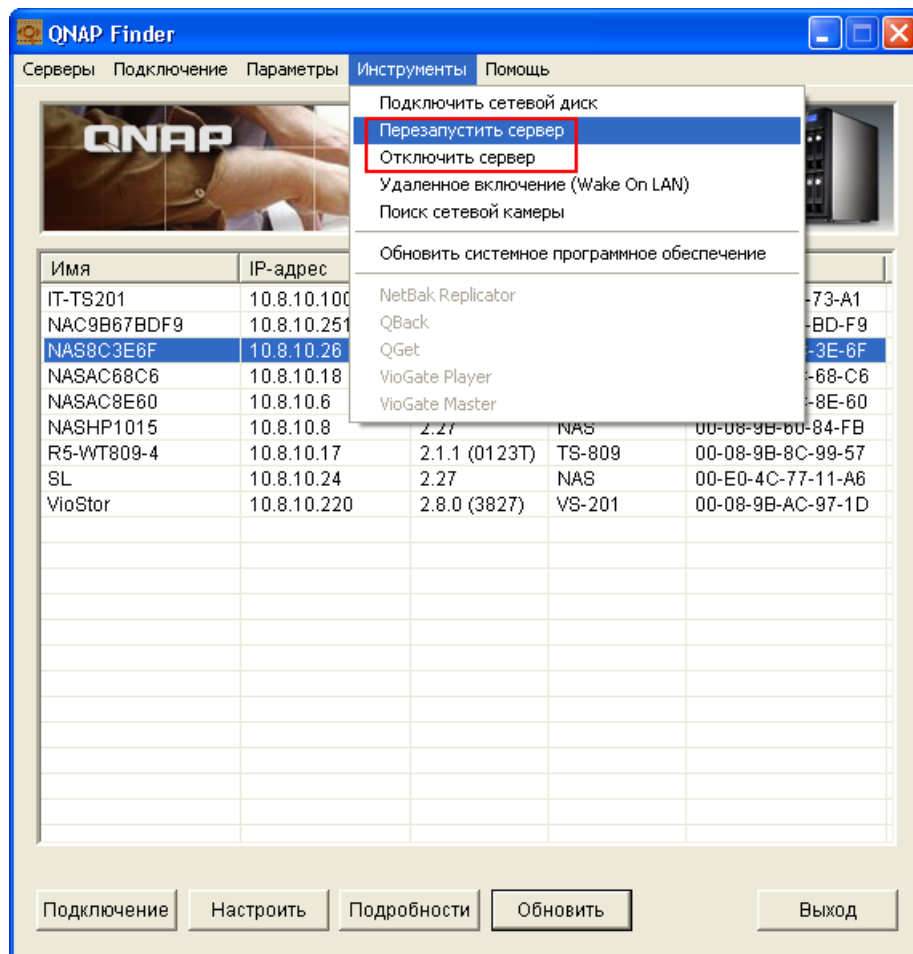 QNAP Finder
Серверы Подключение Параметры Инструменты Помощь
QNAP
Подключить сетевой диск
Перезапустить сервер
Отключить сервер
Удаленное включение (Wake On LAN)
Поиск сетевой камеры
Обновить системное программное обеспечение
NetBak Replicator
QBack
QGet
VioGate Player
VioGate Master
Имя IP-адрес
IT-TS201 10.8.10.100 -73-A1
NAC9B67BDF9 10.8.10.251 -BD-F9
NAS8C3E6F 10.8.10.26 -3E-6F
NASAC68C6 10.8.10.18 -68-C6
NASAC8E60 10.8.10.6 -8E-60
NASHP1015 10.8.10.8 2.27 NAS 00-08-9B-60-84-FB
R5-WT809-4 10.8.10.17 2.1.1 (0123T) TS-809 00-08-9B-8C-99-57
SL 10.8.10.24 2.27 NAS 00-E0-4C-77-11-A6
VioStor 10.8.10.220 2.8.0 (3827) VS-201 00-08-9B-AC-97-1D
Подключение Настроить Подробности Обновить Выход